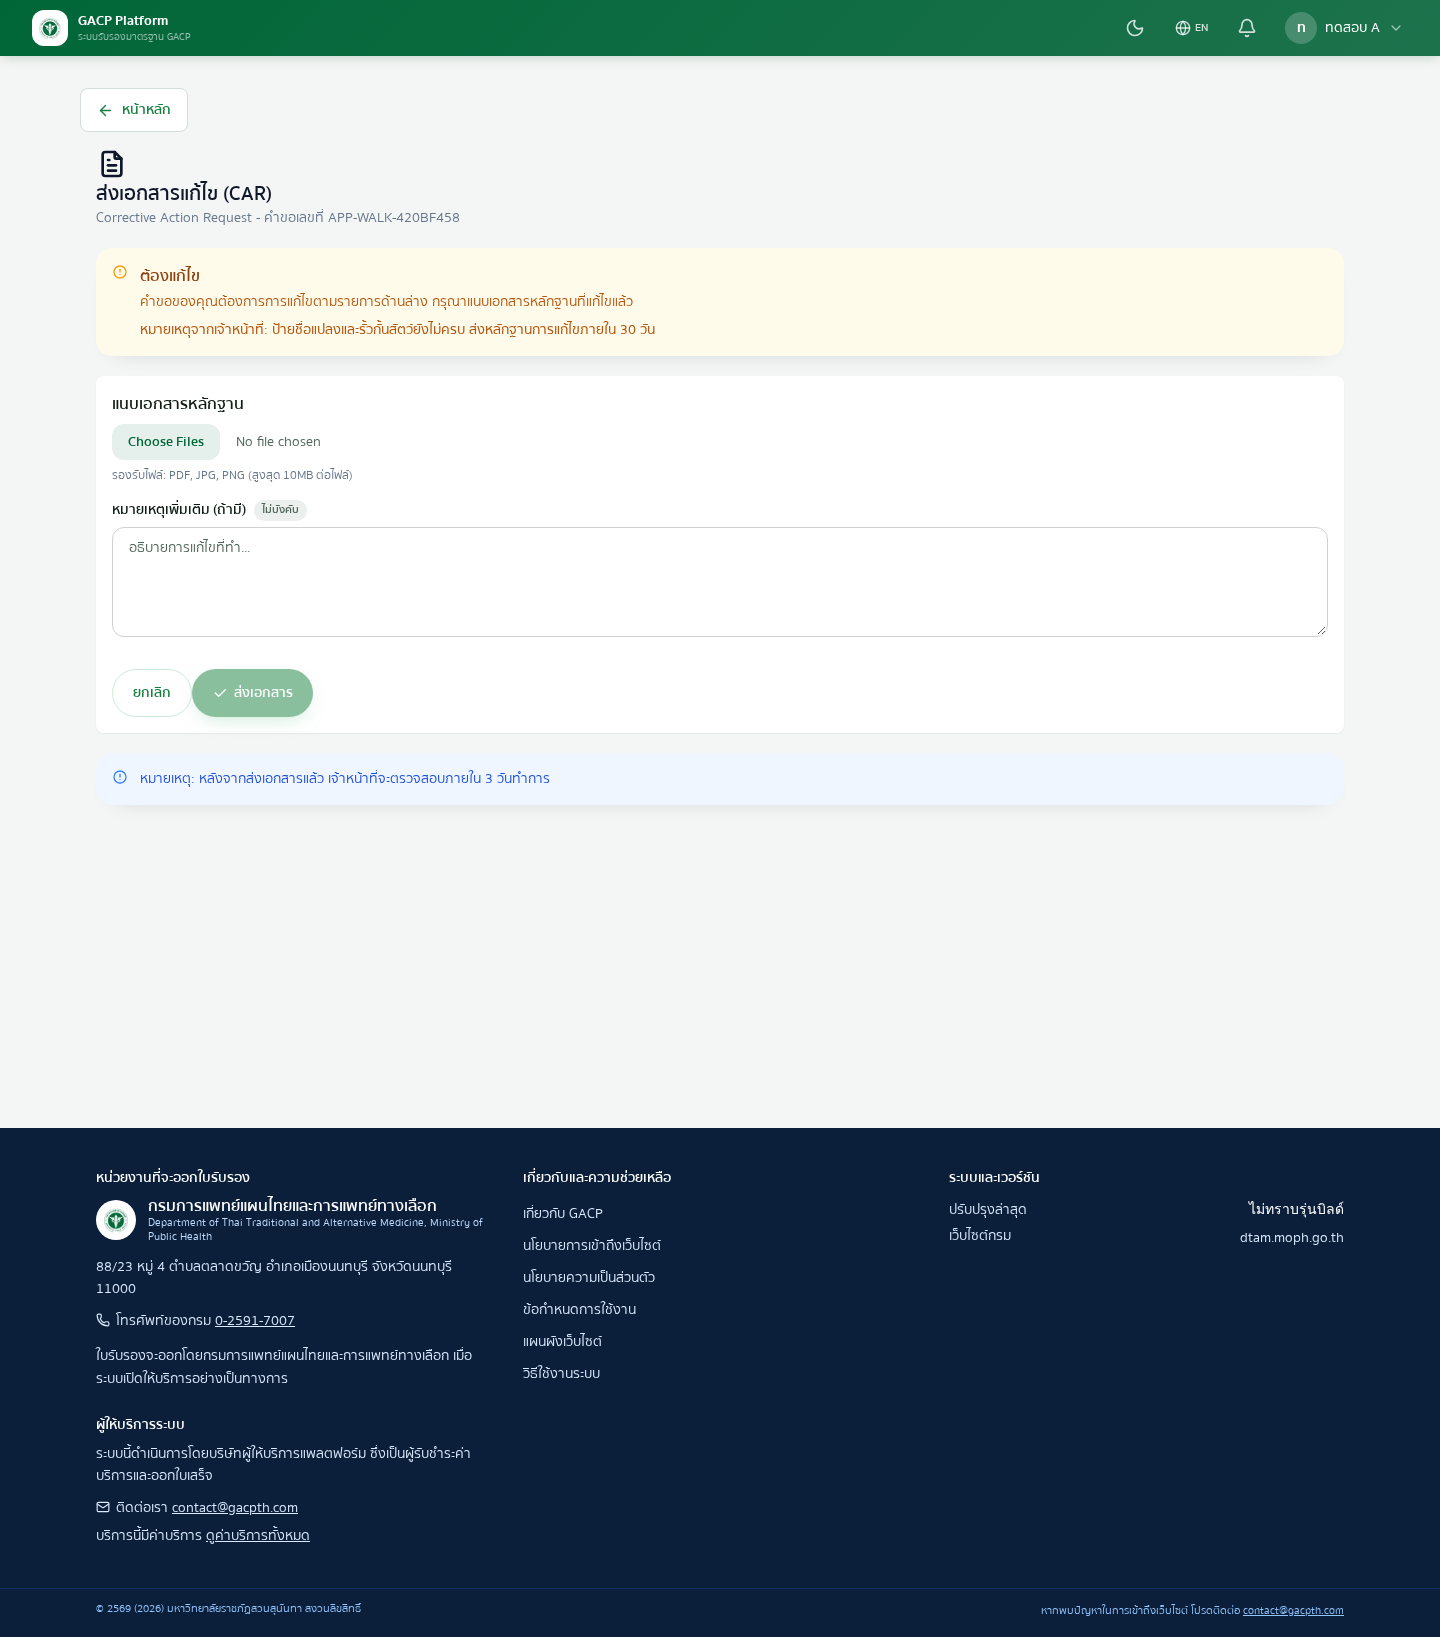 GACP Platform
ระบบรับรองมาตรฐาน GACP
EN
ท
ทดสอบ A
หน้าหลัก
ส่งเอกสารแก้ไข (CAR)
Corrective Action Request - คำขอเลขที่ APP-WALK-420BF458
ต้องแก้ไข
คำขอของคุณต้องการการแก้ไขตามรายการด้านล่าง กรุณาแนบเอกสารหลักฐานที่แก้ไขแล้ว
หมายเหตุจากเจ้าหน้าที่: ป้ายชื่อแปลงและรั้วกั้นสัตว์ยังไม่ครบ ส่งหลักฐานการแก้ไขภายใน 30 วัน
แนบเอกสารหลักฐาน
Choose Files No file chosen
รองรับไฟล์: PDF, JPG, PNG (สูงสุด 10MB ต่อไฟล์)
หมายเหตุเพิ่มเติม (ถ้ามี) ไม่บังคับ
อธิบายการแก้ไขที่ทำ...
ยกเลิก
ส่งเอกสาร
หมายเหตุ: หลังจากส่งเอกสารแล้ว เจ้าหน้าที่จะตรวจสอบภายใน 3 วันทำการ
หน่วยงานที่จะออกใบรับรอง
กรมการแพทย์แผนไทยและการแพทย์ทางเลือก
Department of Thai Traditional and Alternative Medicine, Ministry of
Public Health
88/23 หมู่ 4 ตำบลตลาดขวัญ อำเภอเมืองนนทบุรี จังหวัดนนทบุรี
11000
โทรศัพท์ของกรม 0-2591-7007
ใบรับรองจะออกโดยกรมการแพทย์แผนไทยและการแพทย์ทางเลือก เมื่อ
ระบบเปิดให้บริการอย่างเป็นทางการ
ผู้ให้บริการระบบ
ระบบนี้ดำเนินการโดยบริษัทผู้ให้บริการแพลตฟอร์ม ซึ่งเป็นผู้รับชำระค่า
บริการและออกใบเสร็จ
ติดต่อเรา contact@gacpth.com
บริการนี้มีค่าบริการ ดูค่าบริการทั้งหมด
เกี่ยวกับและความช่วยเหลือ
เกี่ยวกับ GACP
นโยบายการเข้าถึงเว็บไซต์
นโยบายความเป็นส่วนตัว
ข้อกำหนดการใช้งาน
แผนผังเว็บไซต์
วิธีใช้งานระบบ
ระบบและเวอร์ชัน
ปรับปรุงล่าสุด ไม่ทราบรุ่นบิลด์
เว็บไซต์กรม dtam.moph.go.th
© 2569 (2026) มหาวิทยาลัยราชภัฏสวนสุนันทา สงวนลิขสิทธิ์
หากพบปัญหาในการเข้าถึงเว็บไซต์ โปรดติดต่อ contact@gacpth.com